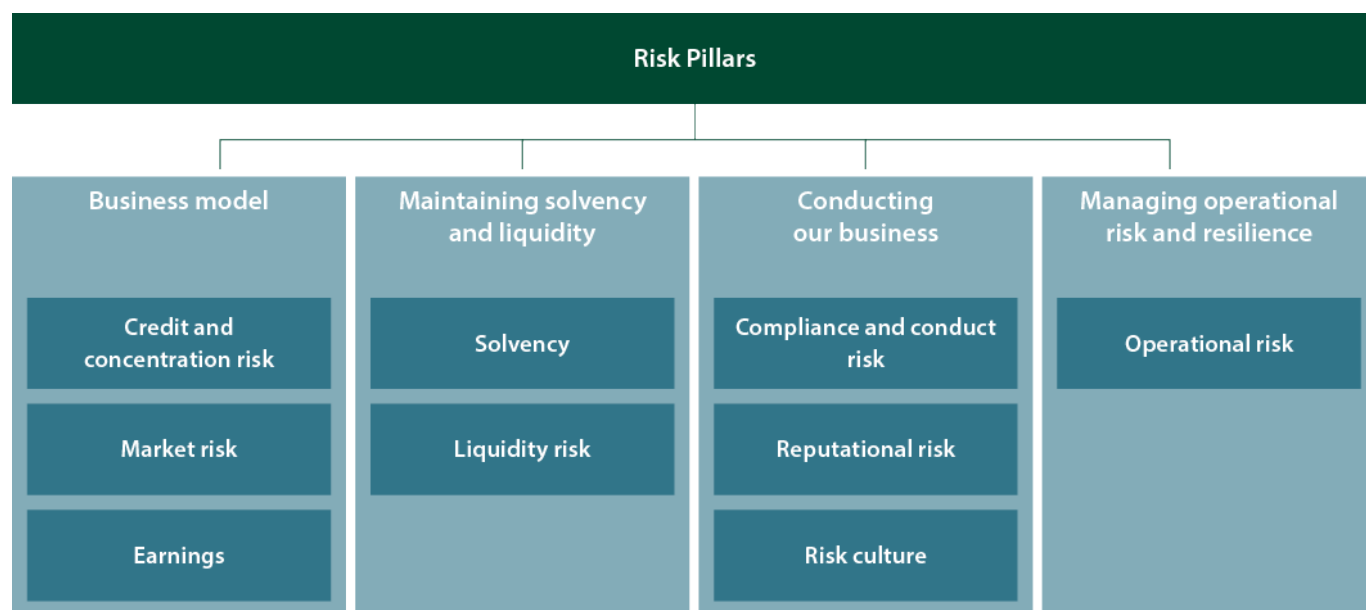 Risk Pillars
Business model
Credit and
concentration risk
Market risk
Earnings
Maintaining solvency
and liquidity
Solvency
Liquidity risk
Conducting
our business
Compliance and conduct
risk
Reputational risk
Risk culture
Managing operational
risk and resilience
Operational risk